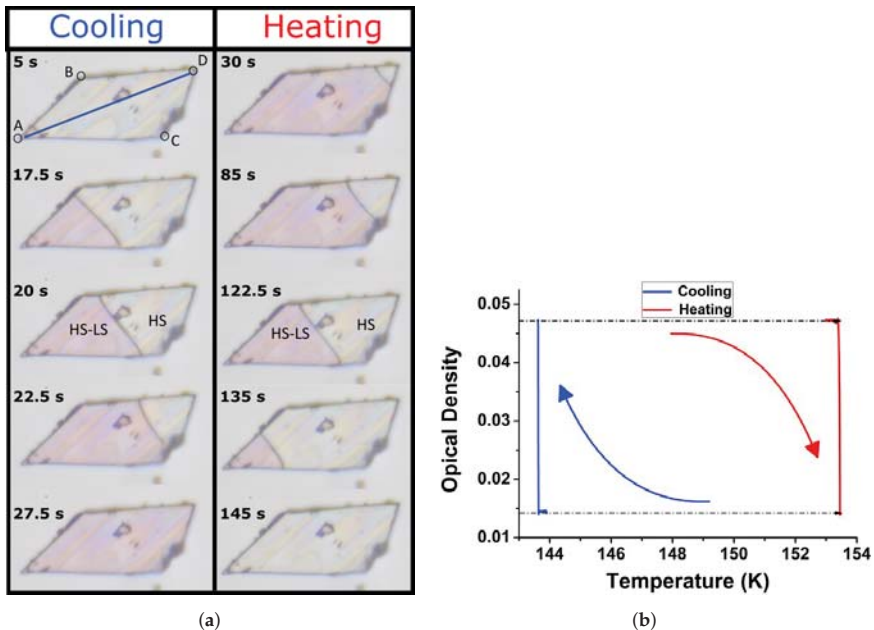 Cooling
Heating
5 s
A
B
C
D
30 s
17.5 s
85 s
20 s
HS-LS
HS
122.5 s
HS-LS
HS
22.5 s
135 s
27.5 s
145 s
(a)
Cooling
Heating
0.05
0.04
0.03
0.02
0.01
Opical Density
144 146 148 150 152 154
Temperature (K)
(b)